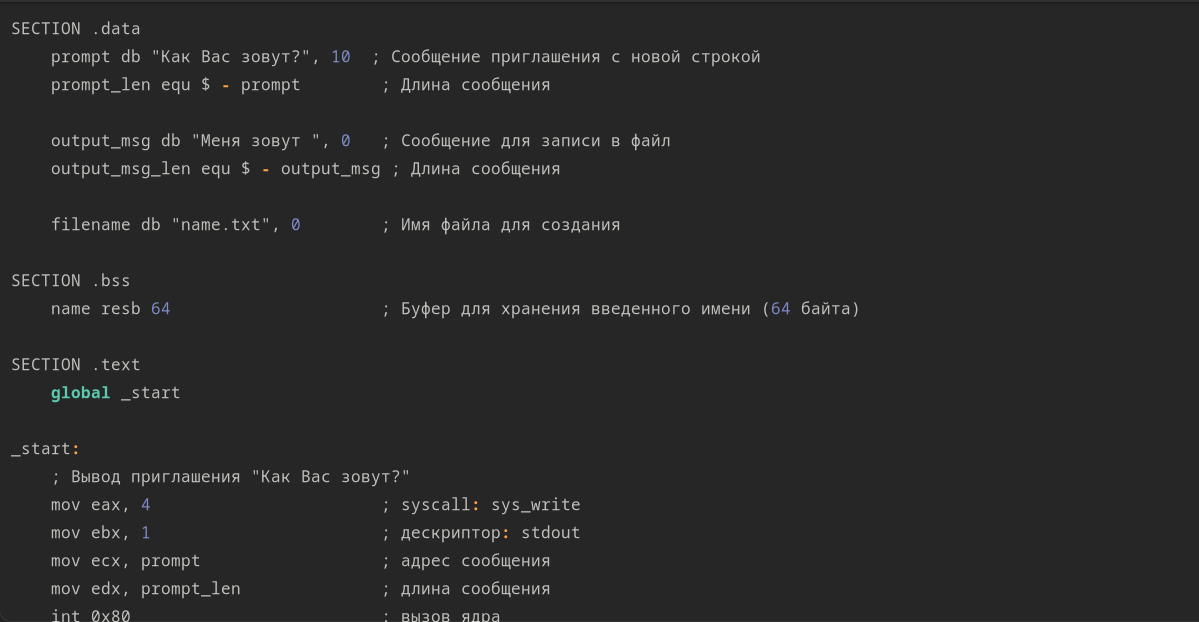 SECTION .data
    prompt db "Как Вас зовут?", 10  ; Сообщение приглашения с новой строкой
    prompt_len equ $ - prompt        ; Длина сообщения
    output_msg db "Меня зовут ", 0   ; Сообщение для записи в файл
    output_msg_len equ $ - output_msg ; Длина сообщения
    filename db "name.txt", 0        ; Имя файла для создания
SECTION .bss
    name resb 64                     ; Буфер для хранения введенного имени (64 байта)
SECTION .text
    global _start
_start:
    ; Вывод приглашения "Как Вас зовут?"
    mov eax, 4                       ; syscall: sys_write
    mov ebx, 1                       ; дескриптор: stdout
    mov ecx, prompt                  ; адрес сообщения
    mov edx, prompt_len              ; длина сообщения
    int 0x80                         ; вызов ядра